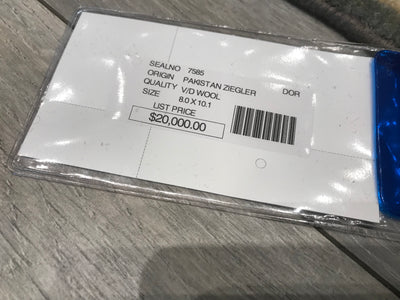 SEALNO 7585
ORIGIN PAKISTAN ZIEGLER DOR
QUALITY V/D WOOL
SIZE 8.0 X 10.1
LIST PRICE
$20,000.00